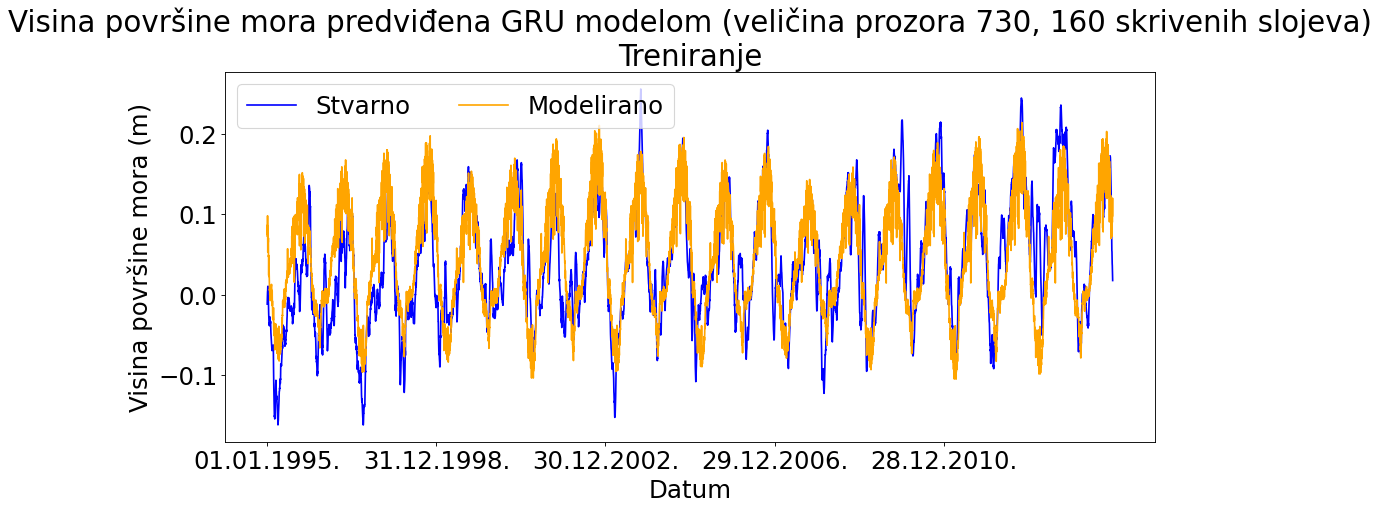 Visina površine mora predviđena GRU modelom (veličina prozora 730, 160 skrivenih slojeva)
Treniranje
Stvarno
Modelirano
Visina površine mora (m)
0.2
0.1
0.0
−0.1
01.01.1995.
31.12.1998.
30.12.2002.
29.12.2006.
28.12.2010.
Datum